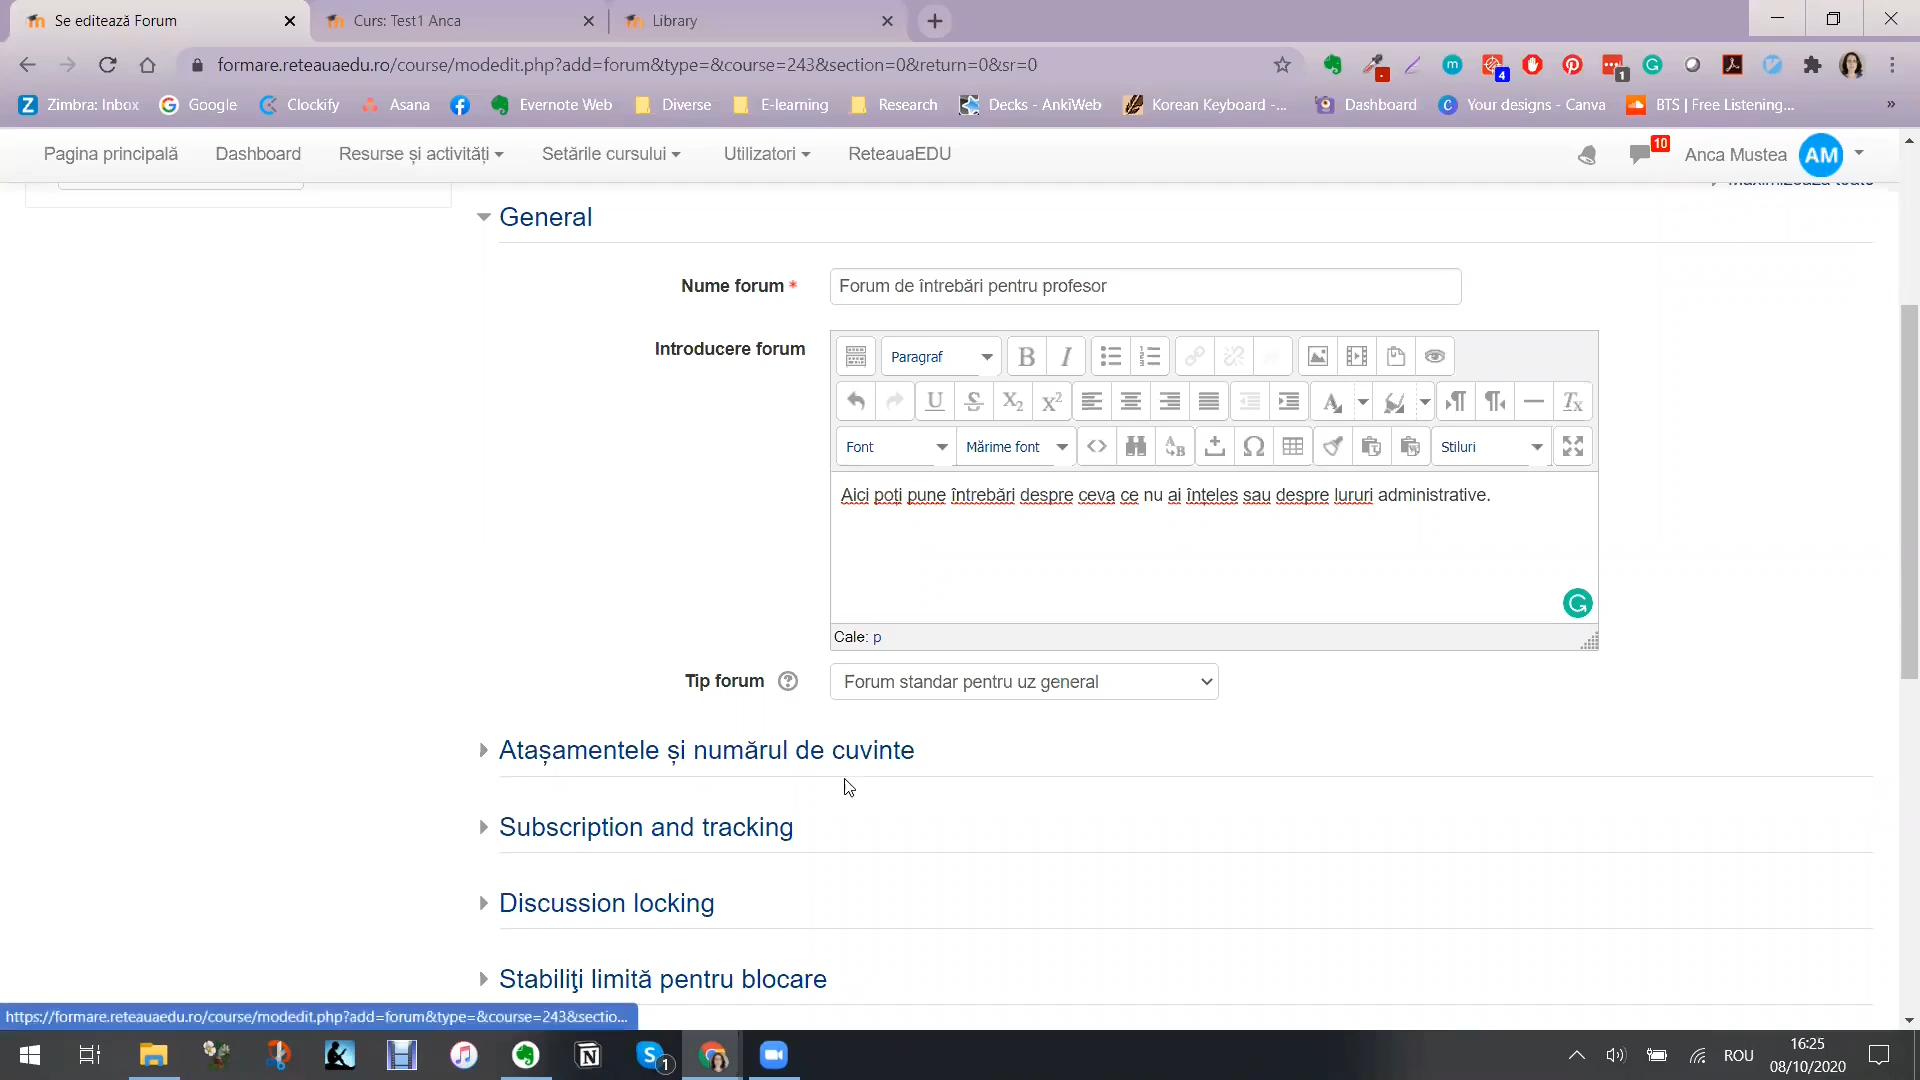 Se editează Forum
Curs: Test1 Anca
Library
formare.reteauaedu.ro/course/modedit.php?add=forum&type=&course=243&section=0&return=0&sr=0
4
1
Zimbra: Inbox
Google
Clockify
Asana
Evernote Web
Diverse
E-learning
Research
Decks - AnkiWeb
Korean Keyboard -...
Dashboard
Your designs - Canva
BTS | Free Listening...
»
Pagina principală
Dashboard
Resurse și activități
Setările cursului
Utilizatori
ReteauaEDU
10
Anca Mustea
AM
General
Nume forum *
Forum de întrebări pentru profesor
Introducere forum
Paragraf
Font
Mărime font
Stiluri
Aici poți pune întrebări despre ceva ce nu ai înțeles sau despre lururi administrative.
Cale: p
Tip forum
Forum standar pentru uz general
Atașamentele și numărul de cuvinte
Subscription and tracking
Discussion locking
Stabiliţi limită pentru blocare
https://formare.reteauaedu.ro/course/modedit.php?add=forum&type=&course=243&sectio...
1
ROU
16:25
08/10/2020